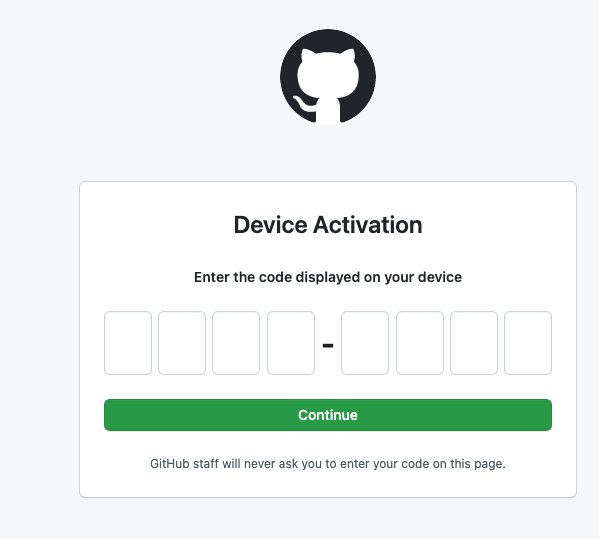 Device Activation
Enter the code displayed on your device
-
Continue
GitHub staff will never ask you to enter your code on this page.